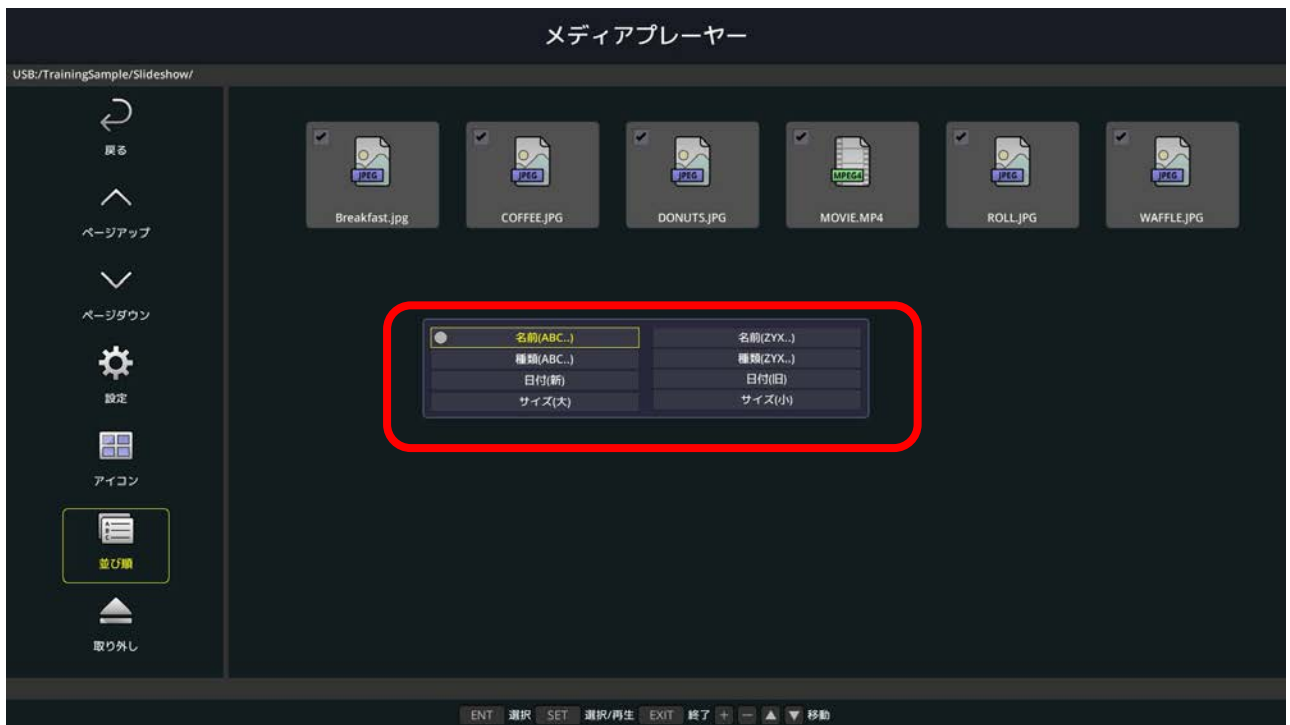 メディアプレーヤー
USB:/TrainingSample/Slideshow/
戻る
ページアップ
ページダウン
設定
アイコン
A
B
C
並び順
取り外し
JPEG
Breakfast.jpg
JPEG
COFFEE.JPG
JPEG
DONUTS.JPG
MPEG4
MOVIE.MP4
JPEG
ROLL.JPG
JPEG
WAFFLE.JPG
名前(ABC..) 名前(ZYX..)
種類(ABC..) 種類(ZYX..)
日付(新) 日付(旧)
サイズ(大) サイズ(小)
ENT 選択 SET 選択/再生 EXIT 終了 + − ▲ ▼ 移動